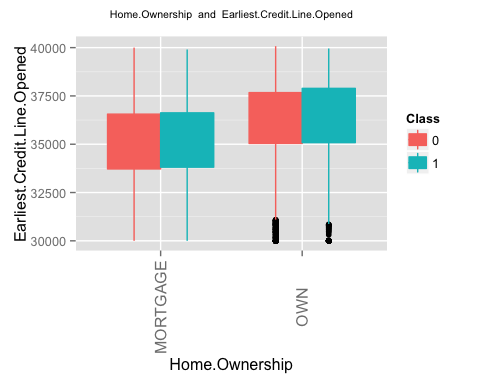 Home.Ownership and Earliest.Credit.Line.Opened
Earliest.Credit.Line.Opened
40000
37500
35000
32500
30000
MORTGAGE
OWN
Home.Ownership
Class
0
1